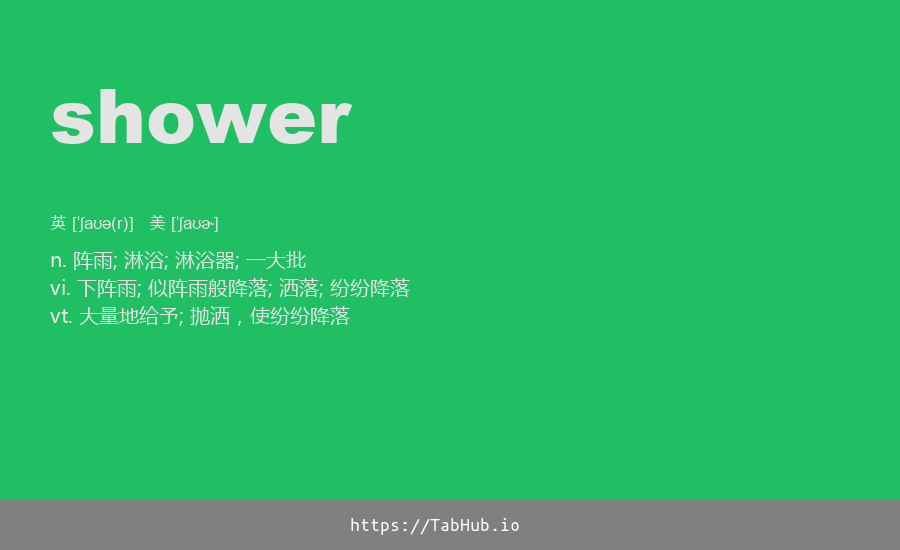 shower
英 [ˈʃaʊə(r)] 美 [ˈʃaʊɚ]
n. 阵雨; 淋浴; 淋浴器; 一大批
vi. 下阵雨; 似阵雨般降落; 洒落; 纷纷降落
vt. 大量地给予; 抛洒，使纷纷降落
https://TabHub.io